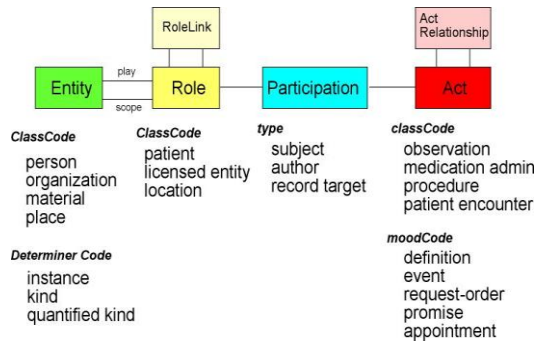 RoleLink
Act
Relationship
Entity
play
scope
Role
Participation
Act
ClassCode
person
organization
material
place
Determiner Code
instance
kind
quantified kind
ClassCode
patient
licensed entity
location
type
subject
author
record target
classCode
observation
medication admin
procedure
patient encounter
moodCode
definition
event
request-order
promise
appointment